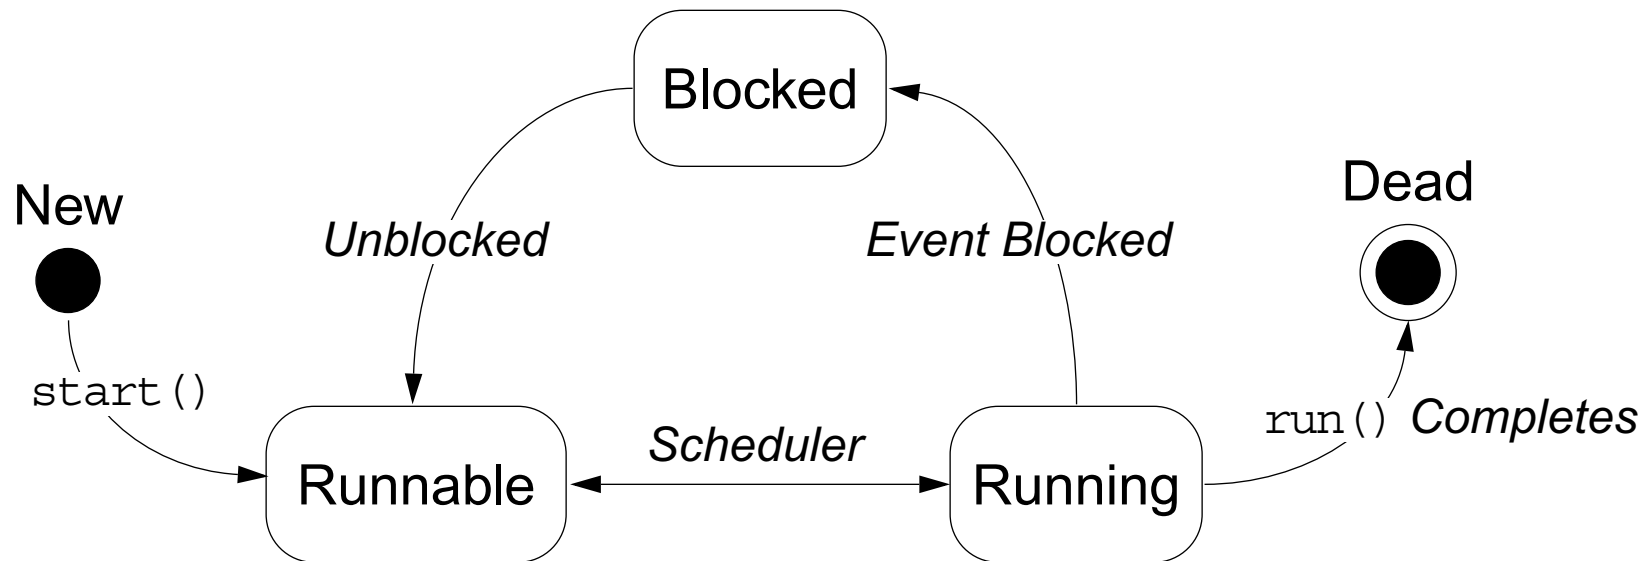 Blocked
New
Dead
Unblocked
Event Blocked
start()
run() Completes
Scheduler
Runnable
Running